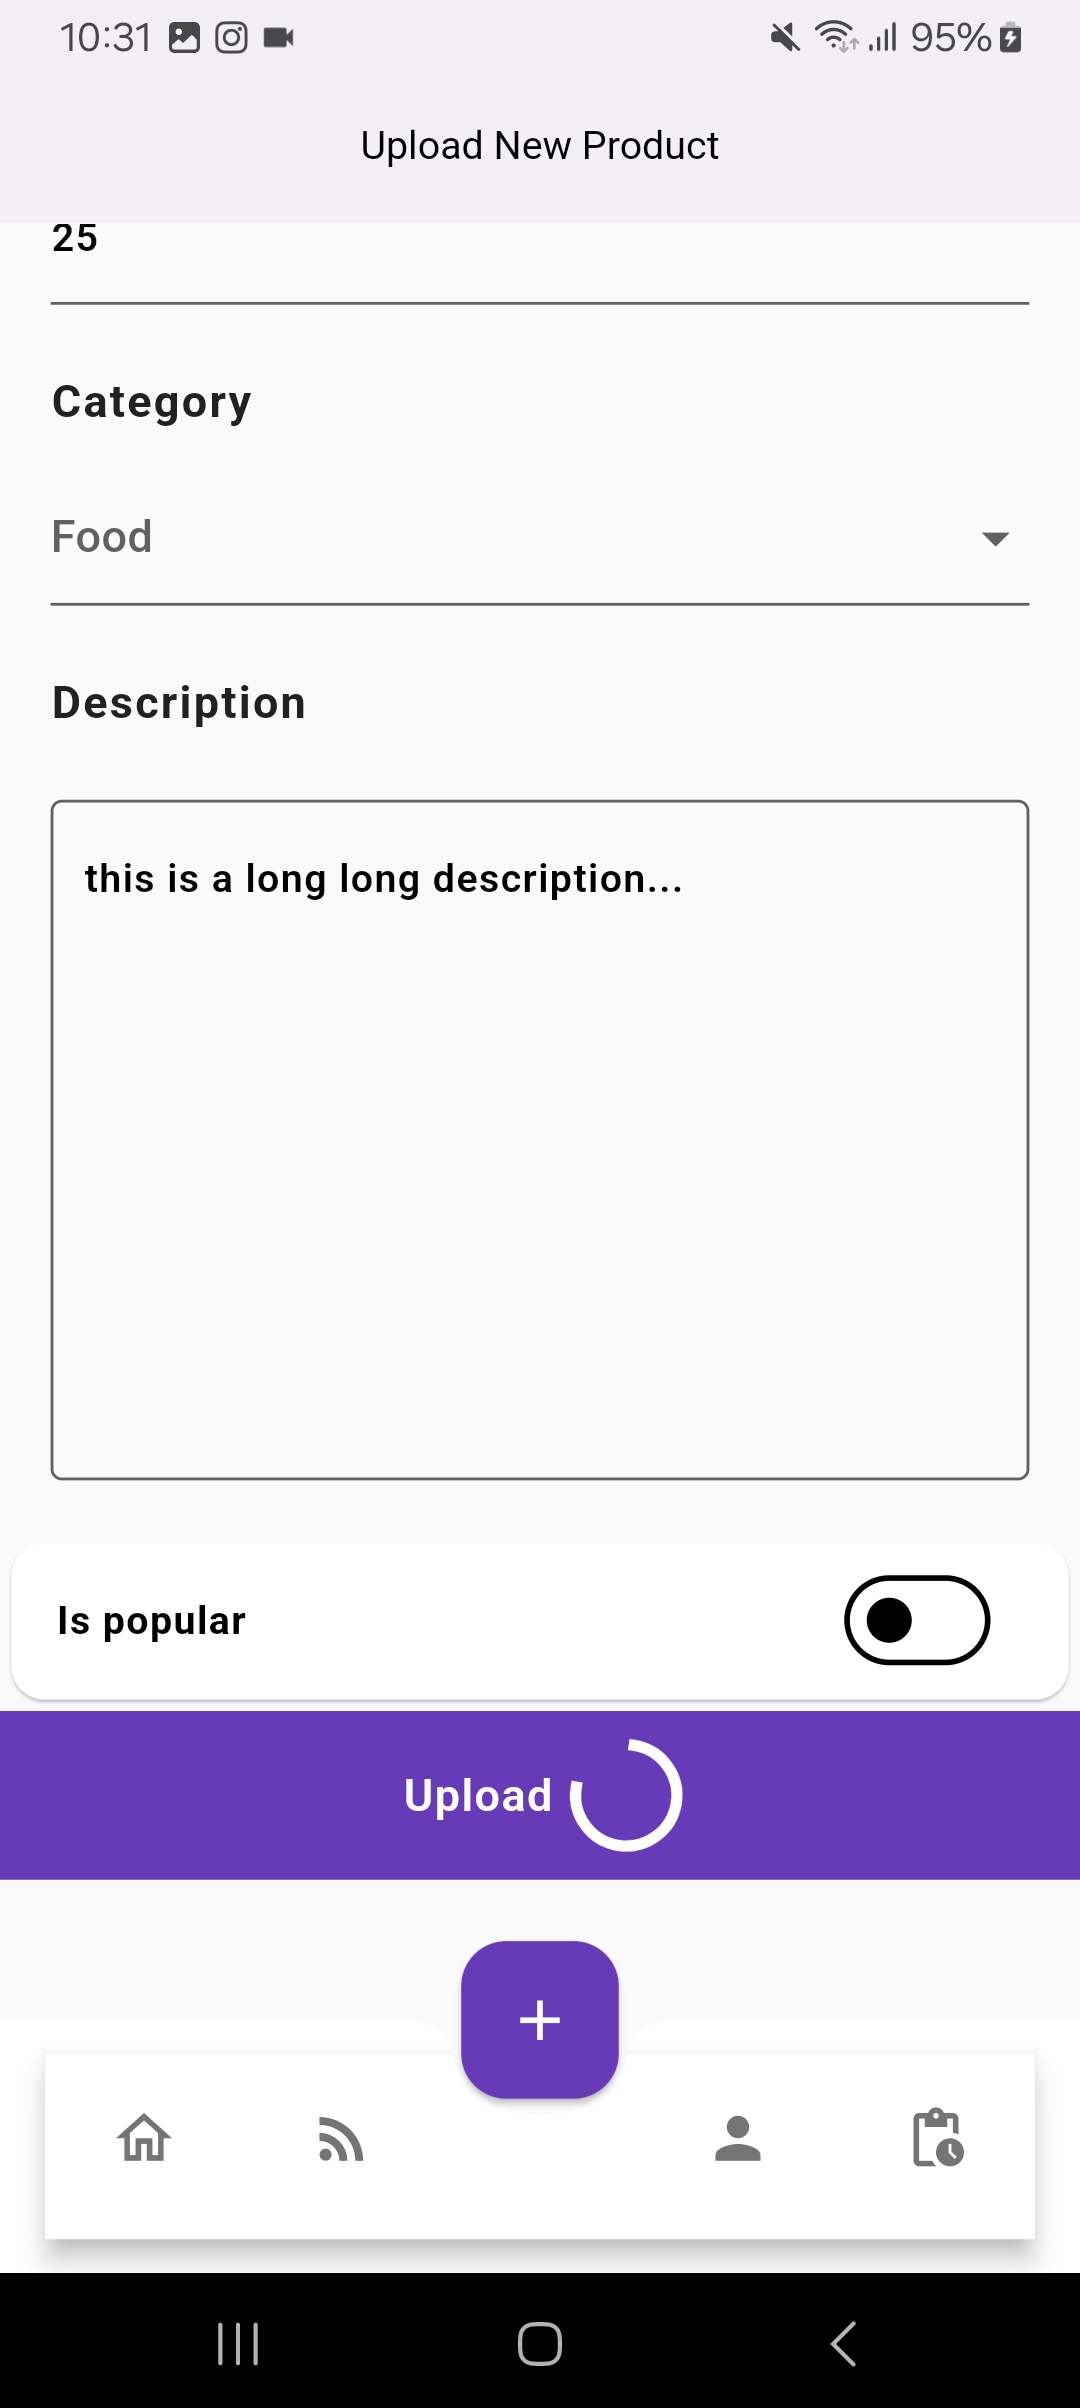 10:31 95%
Upload New Product
25
Category
Food
Description
this is a long long description...
Is popular
Upload